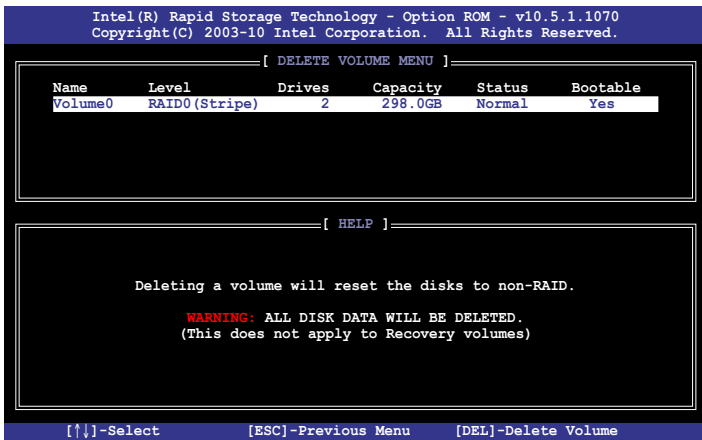 Intel(R) Rapid Storage Technology - Option ROM - v10.5.1.1070
Copyright(C) 2003-10 Intel Corporation. All Rights Reserved.
[ DELETE VOLUME MENU ]
Name Level Drives Capacity Status Bootable
Volume0 RAID0(Stripe) 2 298.0GB Normal Yes
[ HELP ]
Deleting a volume will reset the disks to non-RAID.
WARNING: ALL DISK DATA WILL BE DELETED.
(This does not apply to Recovery volumes)
[↑↓]-Select [ESC]-Previous Menu [DEL]-Delete Volume